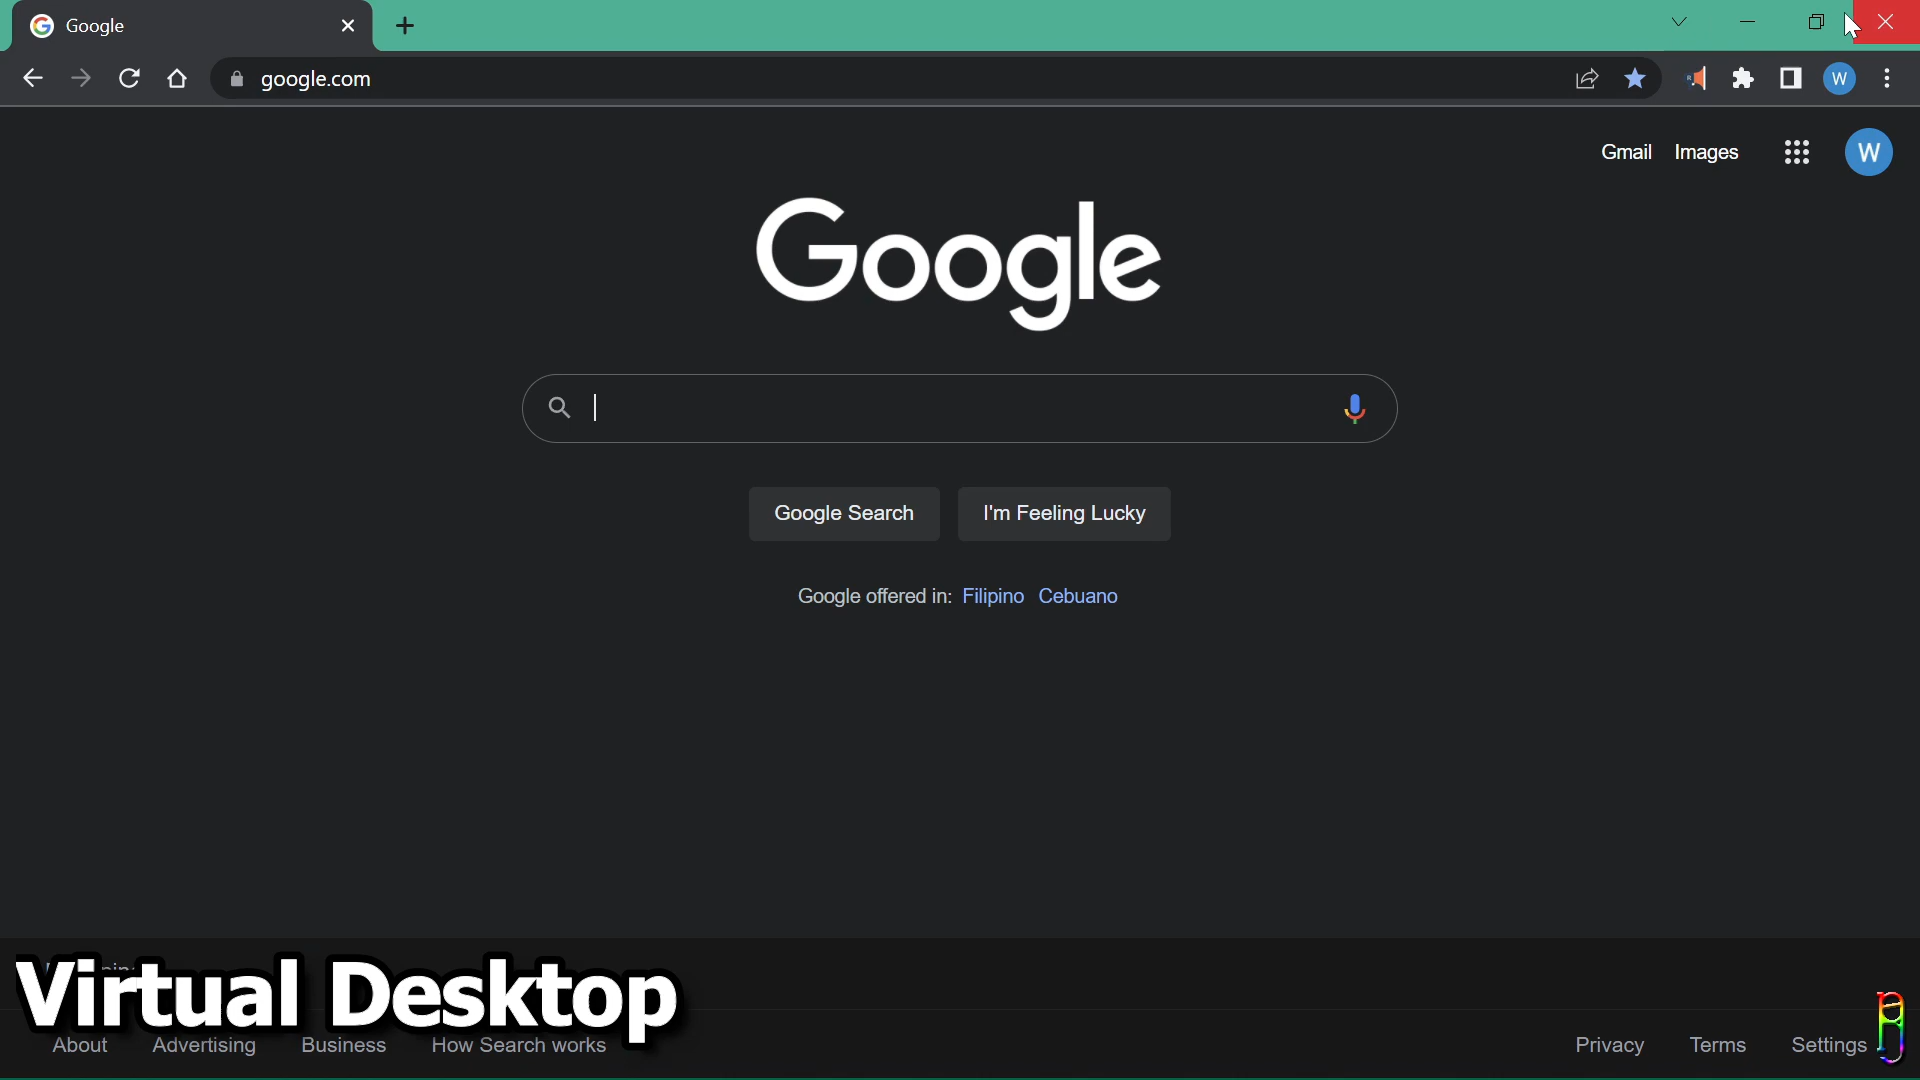 Google
google.com
W
Gmail Images
W
Google
Google Search I'm Feeling Lucky
Google offered in: Filipino Cebuano
Virtual Desktop
About Advertising Business How Search works
Privacy Terms Settings